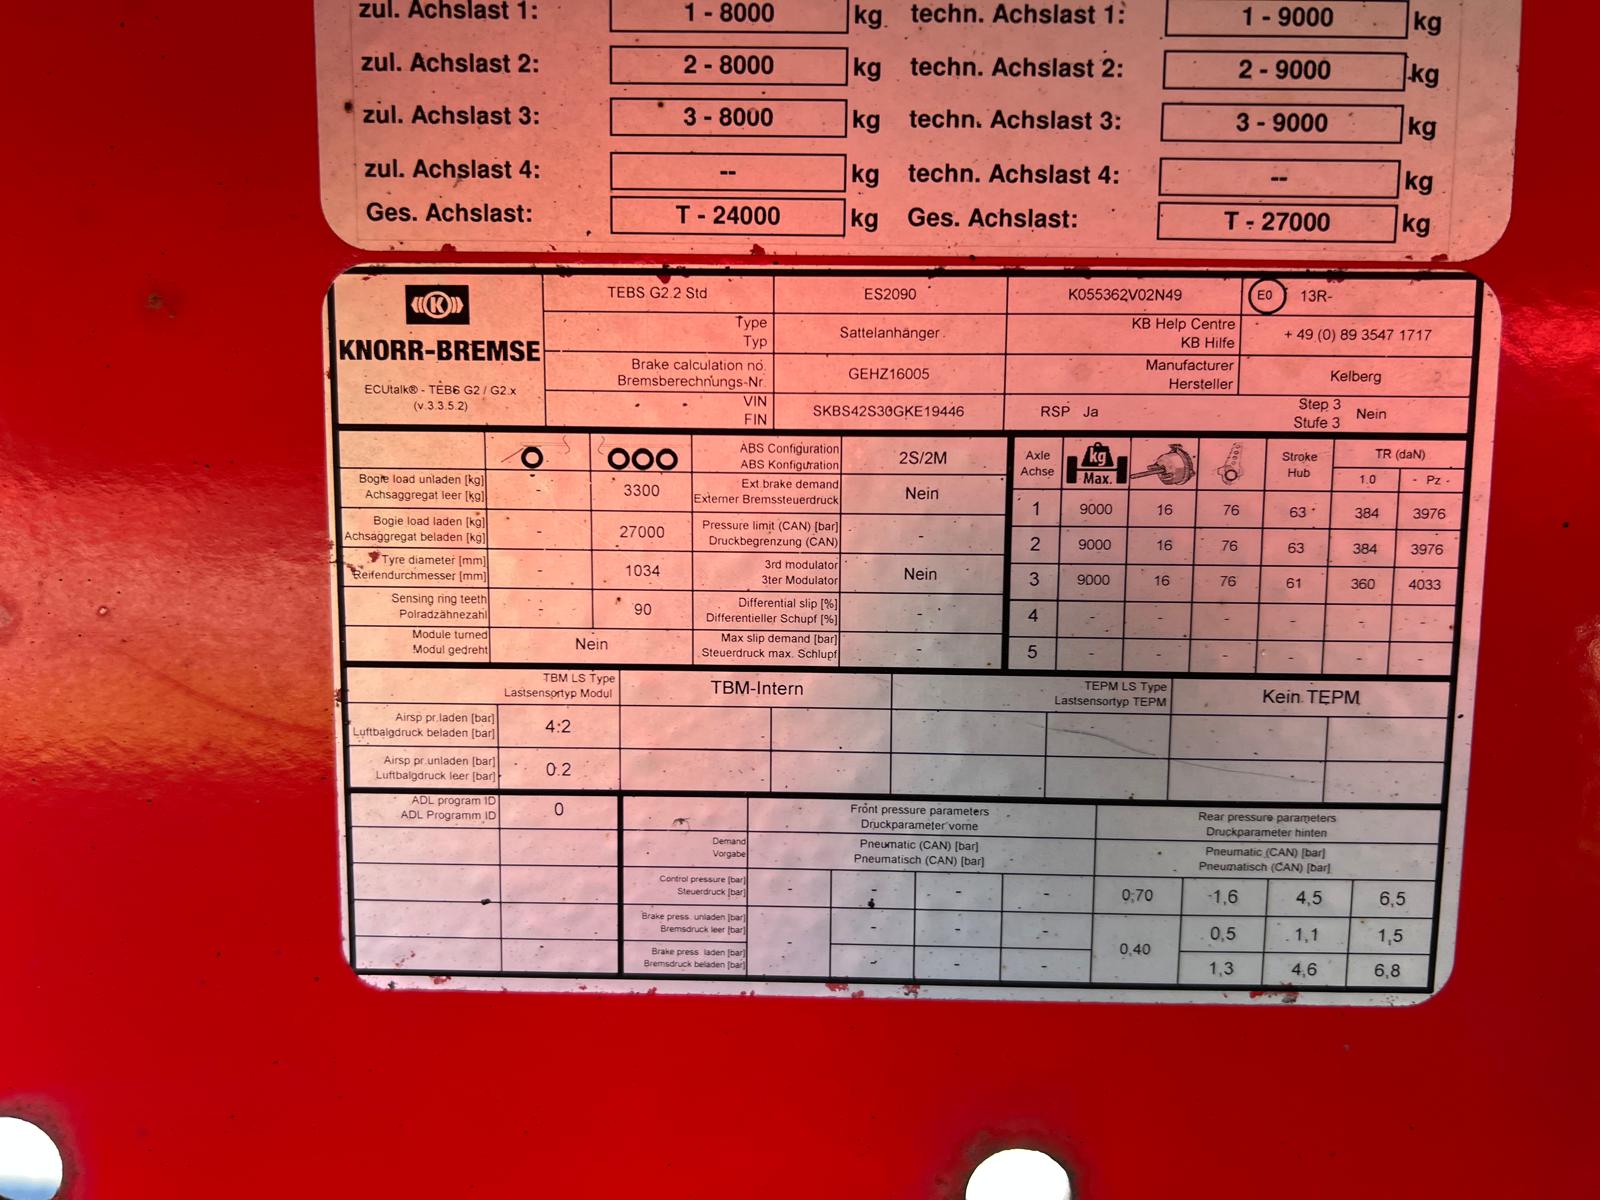 zul. Achslast 1: 1 - 8000 kg techn. Achslast 1: 1 - 9000 kg
zul. Achslast 2: 2 - 8000 kg techn. Achslast 2: 2 - 9000 kg
zul. Achslast 3: 3 - 8000 kg techn. Achslast 3: 3 - 9000 kg
zul. Achslast 4: -- kg techn. Achslast 4: -- kg
Ges. Achslast: T - 24000 kg Ges. Achslast: T - 27000 kg
K
KNORR-BREMSE
ECUtalk® - TEBS G2 / G2.x
(v.3.3.5.2)
TEBS G2.2 Std ES2090 K055362V02N49 E0 13R-
Type
Typ
Sattelanhänger
KB Help Centre
KB Hilfe
+ 49 (0) 89 3547 1717
Brake calculation no.
Bremsberechnungs-Nr.
GEHZ16005
Manufacturer
Hersteller
Kelberg
VIN
FIN
SKBS42S30GKE19446
RSP Ja
Step 3
Stufe 3
Nein
ABS Configuration
ABS Konfiguration
2S/2M
Bogie load unladen [kg]
Achsaggregat leer [kg]
- 3300
Ext.brake demand
Externer Bremssteuerdruck
Nein
Bogie load laden [kg]
Achsaggregat beladen [kg]
- 27000
Pressure limit (CAN) [bar]
Druckbegrenzung (CAN)
-
Tyre diameter [mm]
Reifendurchmesser [mm]
- 1034
3rd modulator
3ter Modulator
Nein
Sensing ring teeth
Polradzähnezahl
- 90
Differential slip [%]
Differentieller Schupf [%]
-
Module turned
Modul gedreht
Nein
Max slip demand [bar]
Steuerdruck max. Schlupf
-
Axle
Achse
kg
Max.
Stroke
Hub
TR (daN)
1.0 - Pz -
1 9000 16 76 63 384 3976
2 9000 16 76 63 384 3976
3 9000 16 76 61 360 4033
4 - - - - - -
5 - - - - - -
TBM LS Type
Lastsensortyp Modul
TBM-Intern
TEPM LS Type
Lastsensortyp TEPM
Kein TEPM
Airsp pr.laden [bar]
Luftbalgdruck beladen [bar]
4.2
Airsp pr.unladen [bar]
Luftbalgdruck leer [bar]
0.2
ADL program ID
ADL Programm ID
0
Front pressure parameters
Druckparameter vorne
Rear pressure parameters
Druckparameter hinten
Demand
Vorgabe
Pneumatic (CAN) [bar]
Pneumatisch (CAN) [bar]
Pneumatic (CAN) [bar]
Pneumatisch (CAN) [bar]
Control pressure [bar]
Steuerdruck [bar]
- - - - 0,70 1,6 4,5 6,5
Brake press. unladen [bar]
Bremsdruck leer [bar]
- - - - 0,40 0,5 1,1 1,5
Brake press. laden [bar]
Bremsdruck beladen [bar]
- - - 1,3 4,6 6,8